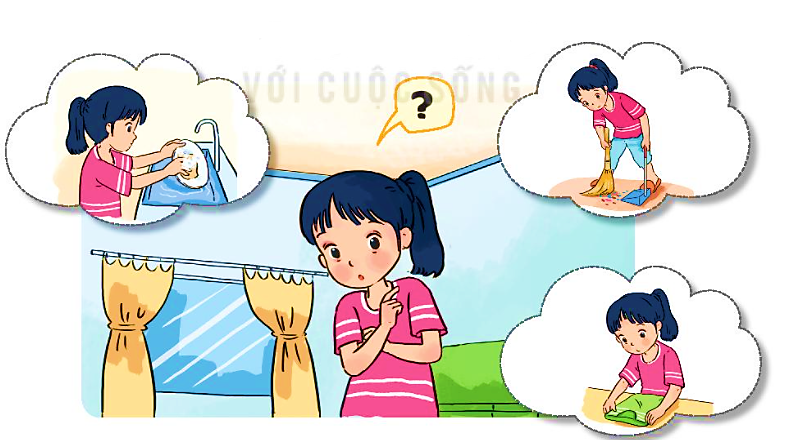 VỚI CUỘC SỐNG
?